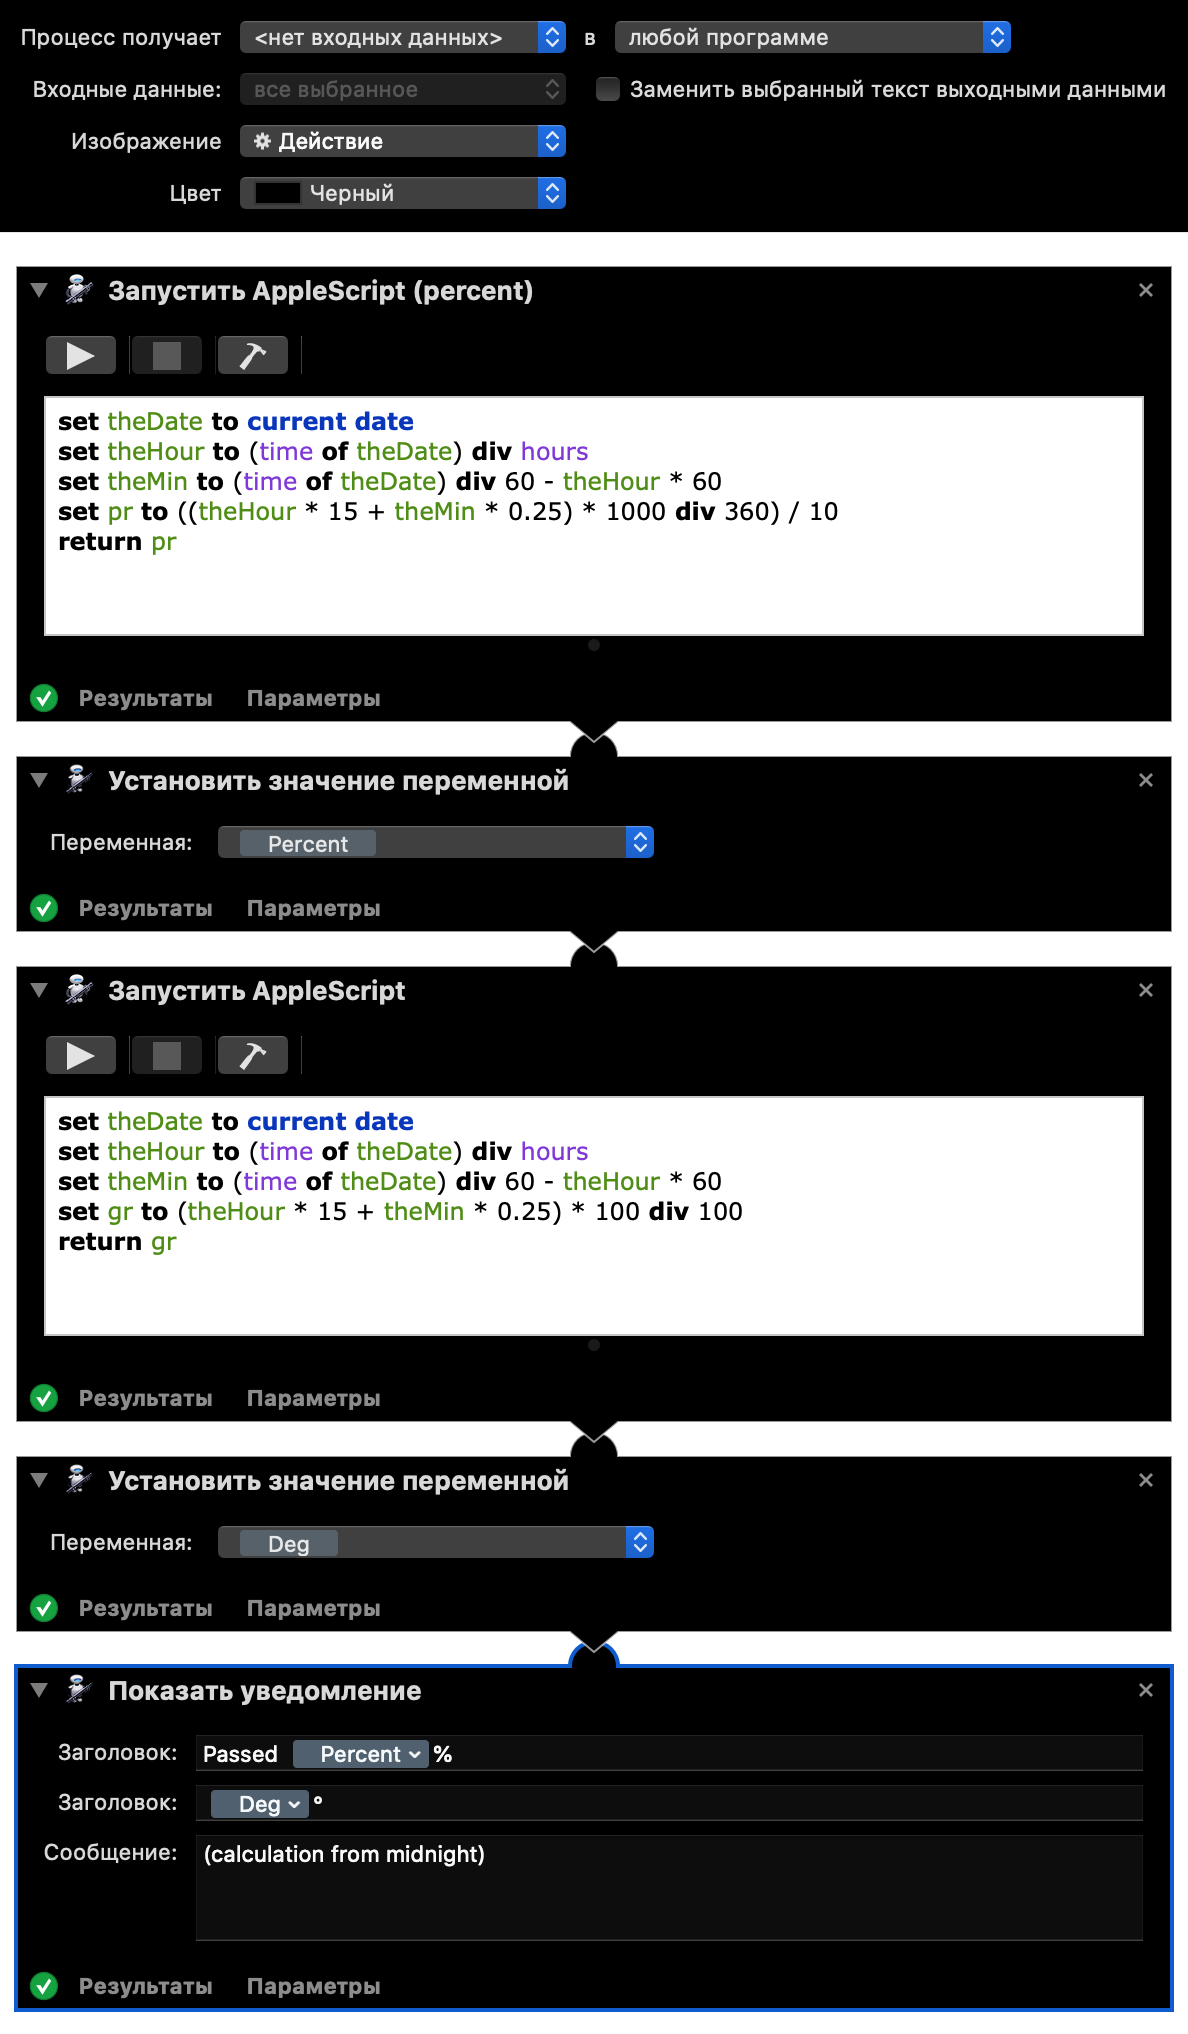 Процесс получает <нет входных данных> в любой программе
Входные данные: все выбранное Заменить выбранный текст выходными данными
Изображение Действие
Цвет Черный
Запустить AppleScript (percent)
set theDate to current date
set theHour to (time of theDate) div hours
set theMin to (time of theDate) div 60 - theHour * 60
set pr to ((theHour * 15 + theMin * 0.25) * 1000 div 360) / 10
return pr
Результаты Параметры
Установить значение переменной
Переменная: Percent
Результаты Параметры
Запустить AppleScript
set theDate to current date
set theHour to (time of theDate) div hours
set theMin to (time of theDate) div 60 - theHour * 60
set gr to (theHour * 15 + theMin * 0.25) * 100 div 100
return gr
Результаты Параметры
Установить значение переменной
Переменная: Deg
Результаты Параметры
Показать уведомление
Заголовок: Passed Percent %
Заголовок: Deg °
Сообщение: (calculation from midnight)
Результаты Параметры